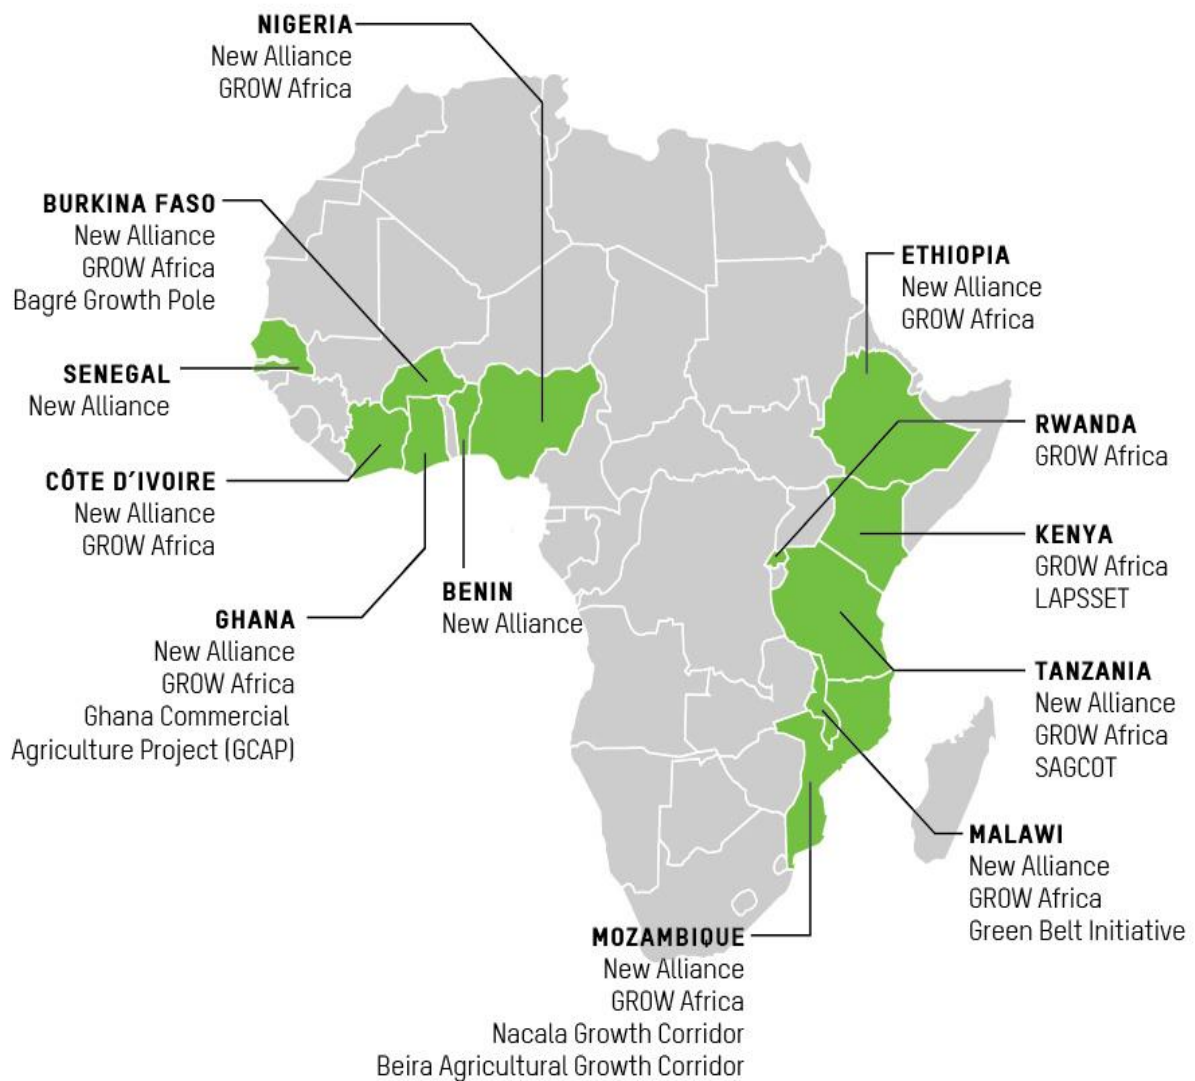 NIGERIA
New Alliance
GROW Africa
BURKINA FASO
New Alliance
GROW Africa
Bagré Growth Pole
SENEGAL
New Alliance
CÔTE D'IVOIRE
New Alliance
GROW Africa
GHANA
New Alliance
GROW Africa
Ghana Commercial
Agriculture Project (GCAP)
BENIN
New Alliance
ETHIOPIA
New Alliance
GROW Africa
RWANDA
GROW Africa
KENYA
GROW Africa
LAPSSET
TANZANIA
New Alliance
GROW Africa
SAGCOT
MALAWI
New Alliance
GROW Africa
Green Belt Initiative
MOZAMBIQUE
New Alliance
GROW Africa
Nacala Growth Corridor
Beira Agricultural Growth Corridor